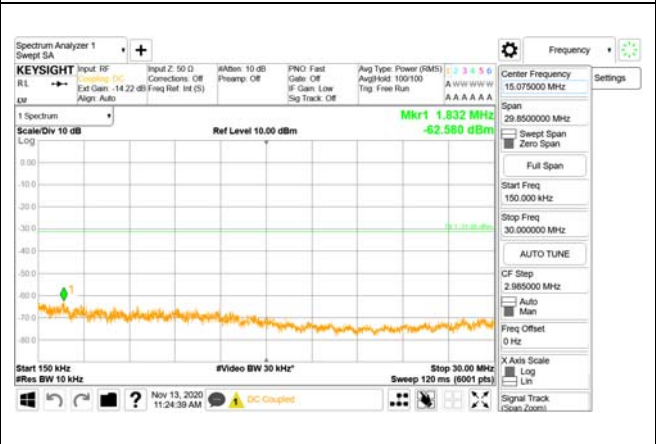 Spectrum Analyzer 1
Swept SA
Frequency
KEYSIGHT
RL
Input: RF
Coupling: DC
Ext Gain: -14.22 dB
Align: Auto
Input Z: 50 Ω
Corrections: Off
Freq Ref: Int (S)
#Atten: 10 dB
Preamp: Off
PNO: Fast
Gate: Off
IF Gain: Low
Sig Track: Off
Avg Type: Power (RMS)
Avg|Hold: 100/100
Trig: Free Run
1 2 3 4 5 6
A W W W W W
A A A A A A
1 Spectrum
Scale/Div 10 dB
Ref Level 10.00 dBm
Mkr1 1.832 MHz
-62.580 dBm
Log
0.00
-10.0
-20.0
-30.0
-40.0
-50.0
-60.0
-70.0
-80.0
1
Start 150 kHz
#Res BW 10 kHz
#Video BW 30 kHz*
Stop 30.00 MHz
Sweep 120 ms (6001 pts)
Nov 13, 2020
11:24:39 AM
DC Coupled
Center Frequency
15.075000 MHz
Settings
Span
29.8500000 MHz
Swept Span
Zero Span
Full Span
Start Freq
150.000 kHz
Stop Freq
30.000000 MHz
AUTO TUNE
CF Step
2.985000 MHz
Auto
Man
Freq Offset
0 Hz
X Axis Scale
Log
Lin
Signal Track
(Span Zoom)